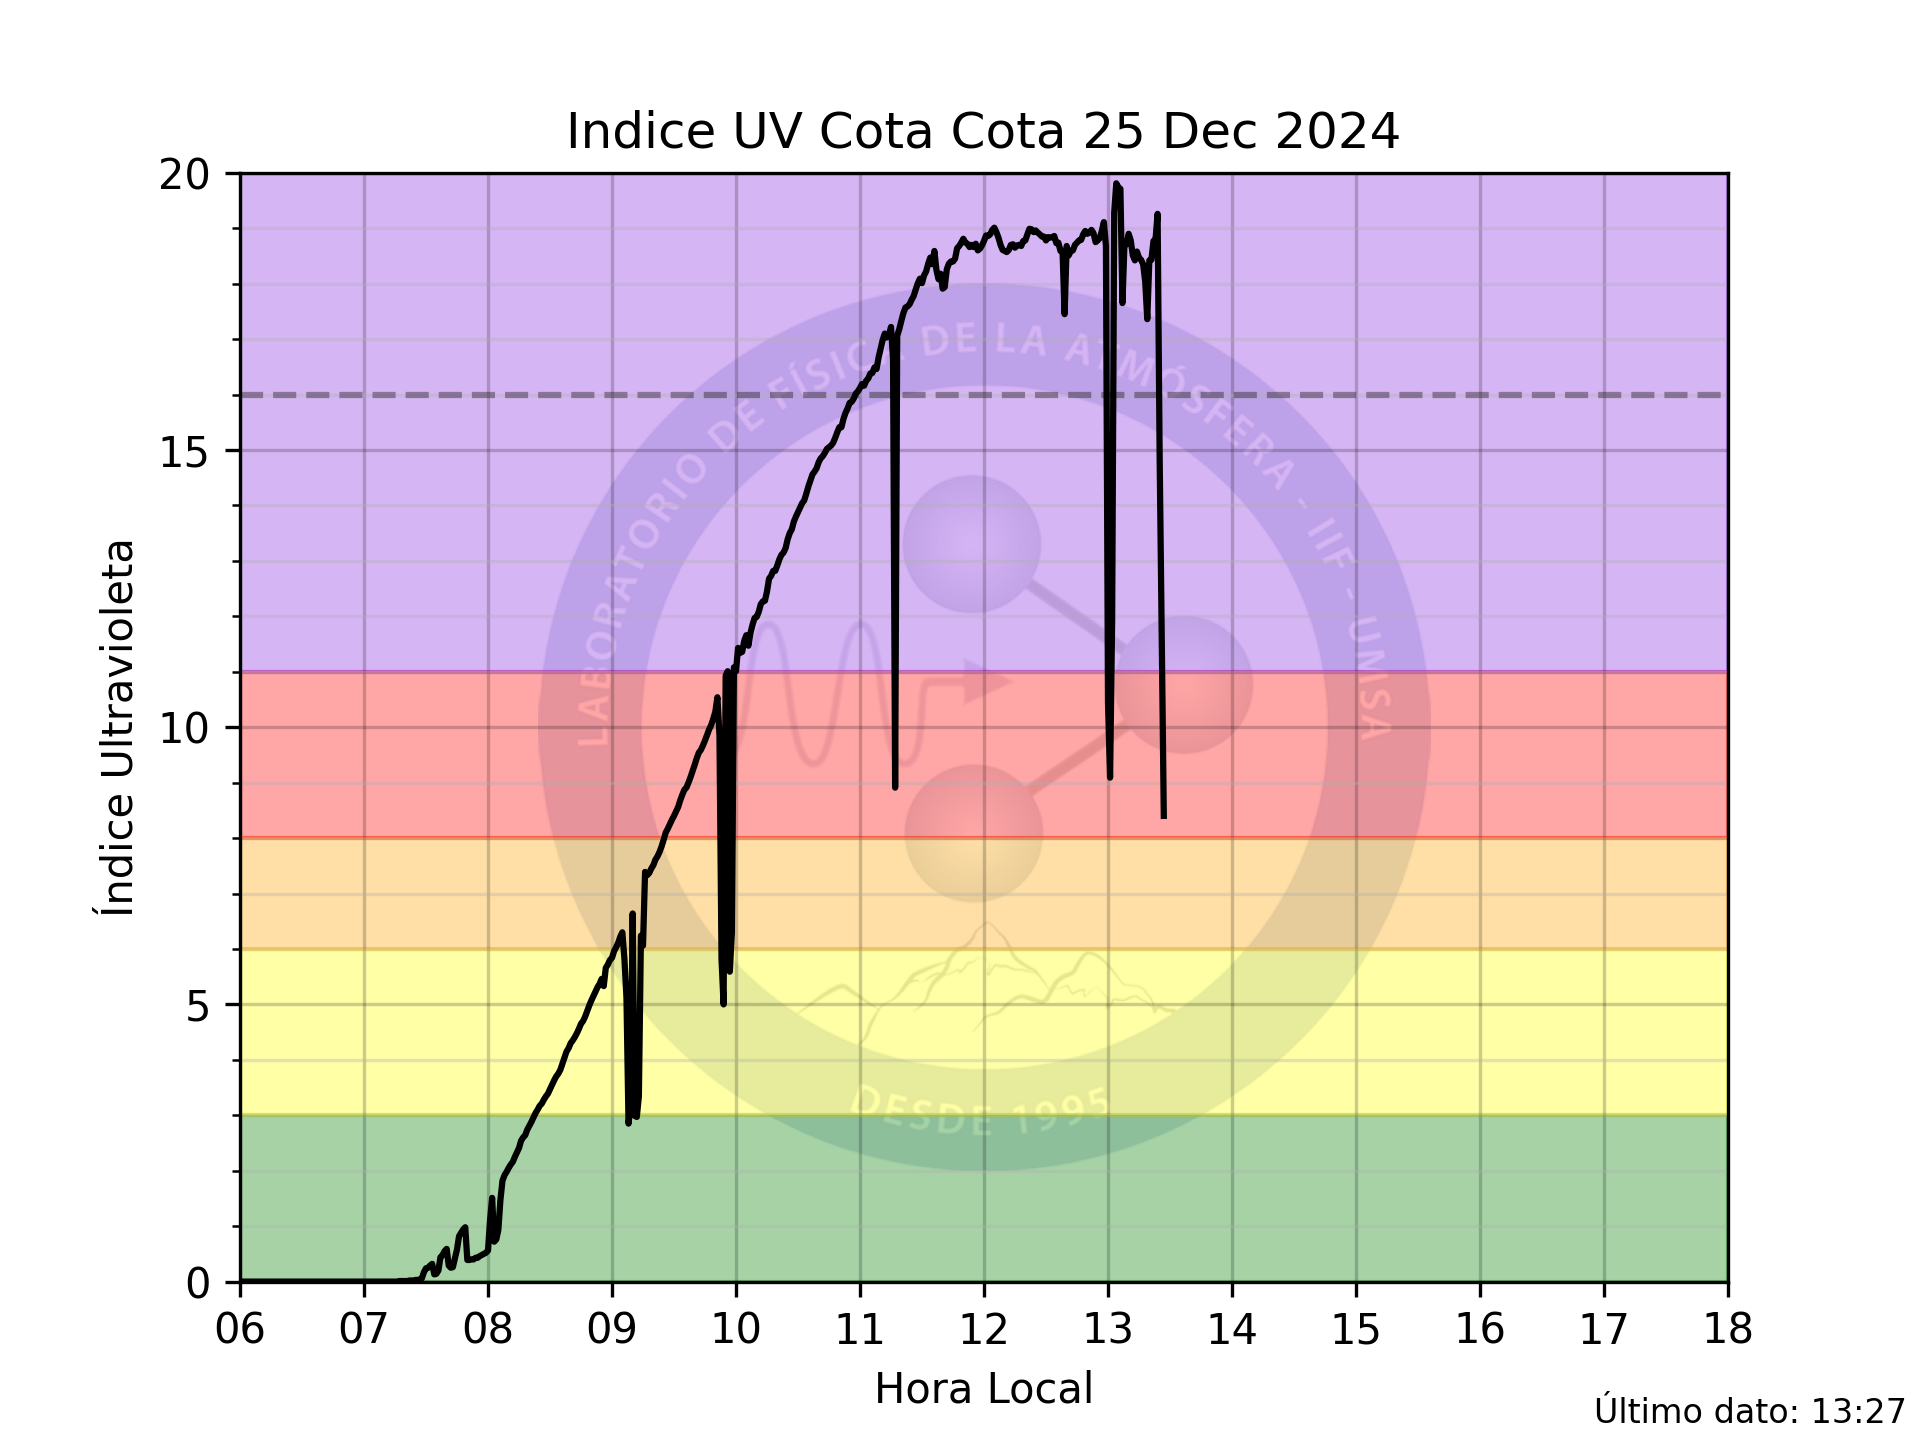 Indice UV Cota Cota 25 Dec 2024
20
15
10
5
0
Índice Ultravioleta
LABORATORIO DE FÍSICA DE LA ATMÓSFERA - IIF - UMSA
DESDE 1995
06 07 08 09 10 11 12 13 14 15 16 17 18
Hora Local
Último dato: 13:27